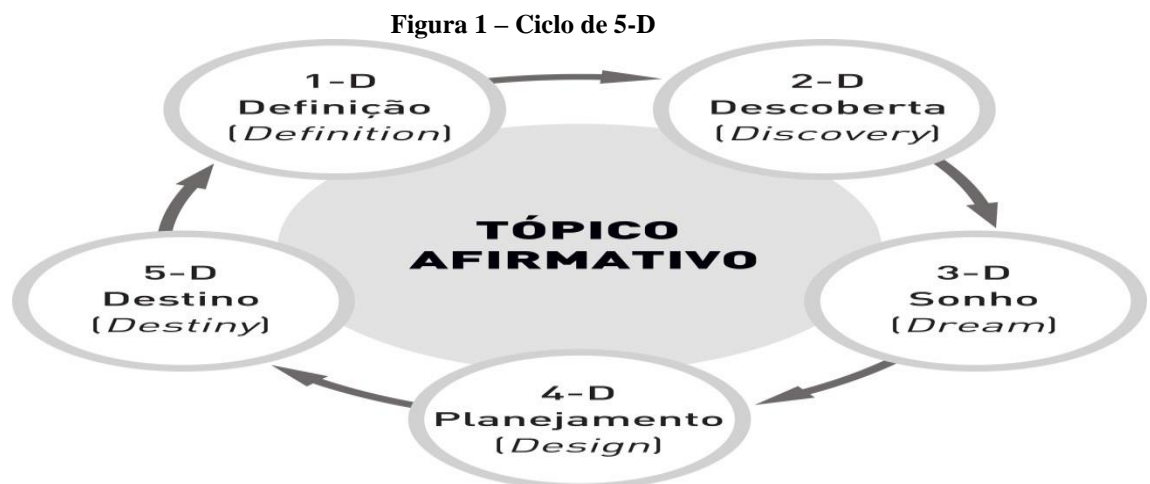 Figura 1 – Ciclo de 5-D
1-D
Definição
(Definition)
2-D
Descoberta
(Discovery)
TÓPICO
AFIRMATIVO
3-D
Sonho
(Dream)
4-D
Planejamento
(Design)
5-D
Destino
(Destiny)